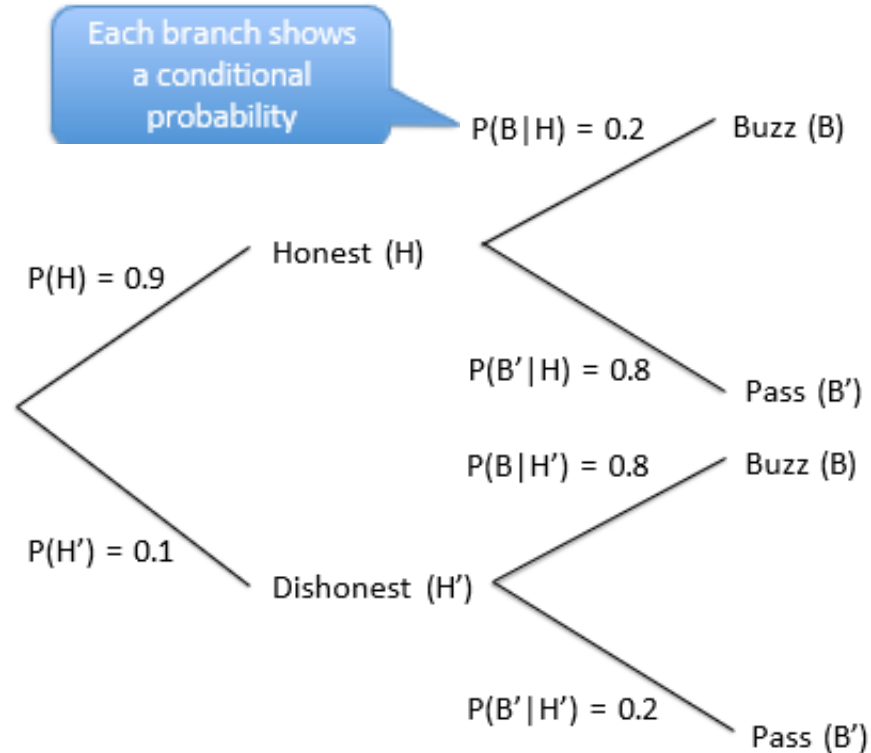 Each branch shows
a conditional
probability
P(B|H) = 0.2
Buzz (B)
Honest (H)
P(H) = 0.9
P(B'|H) = 0.8
Pass (B')
P(B|H’) = 0.8
Buzz (B)
P(H’) = 0.1
Dishonest (H’)
P(B'|H’) = 0.2
Pass (B’)